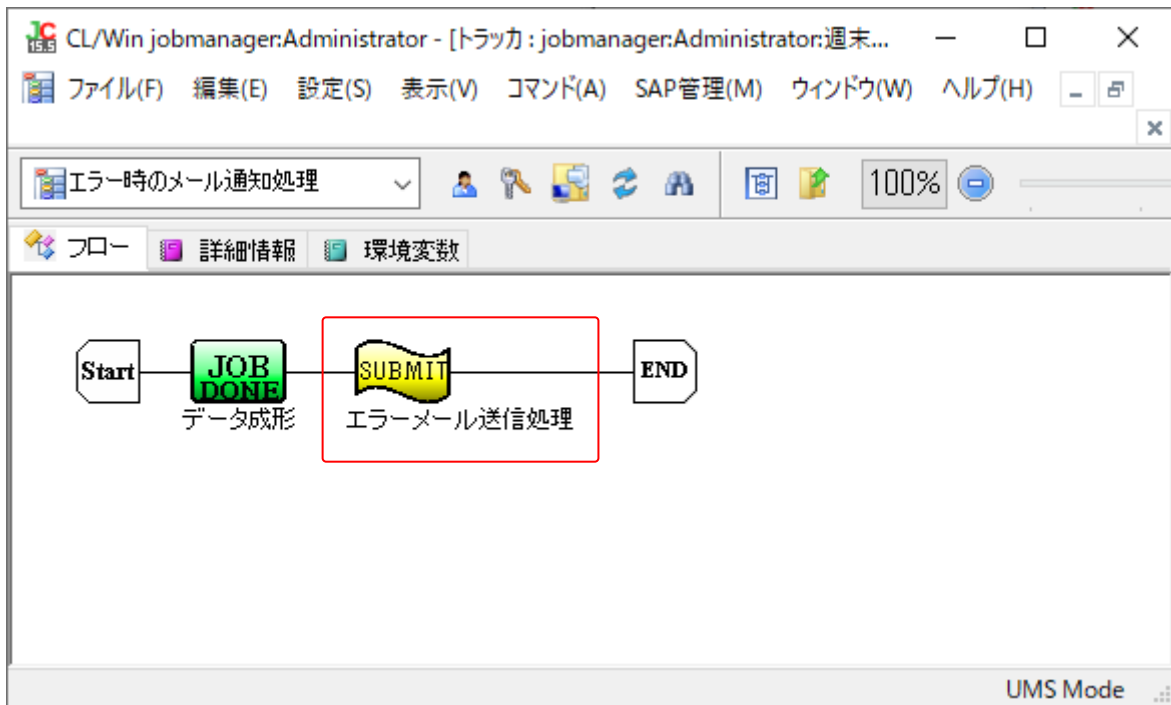 JC 15.5 CL/Win jobmanager:Administrator - [トラッカ : jobmanager:Administrator:週末...
ファイル(F) 編集(E) 設定(S) 表示(V) コマンド(A) SAP管理(M) ウィンドウ(W) ヘルプ(H)
エラー時のメール通知処理 100%
フロー 詳細情報 環境変数
Start JOB DONE SUBMIT END
データ成形 エラーメール送信処理
UMS Mode